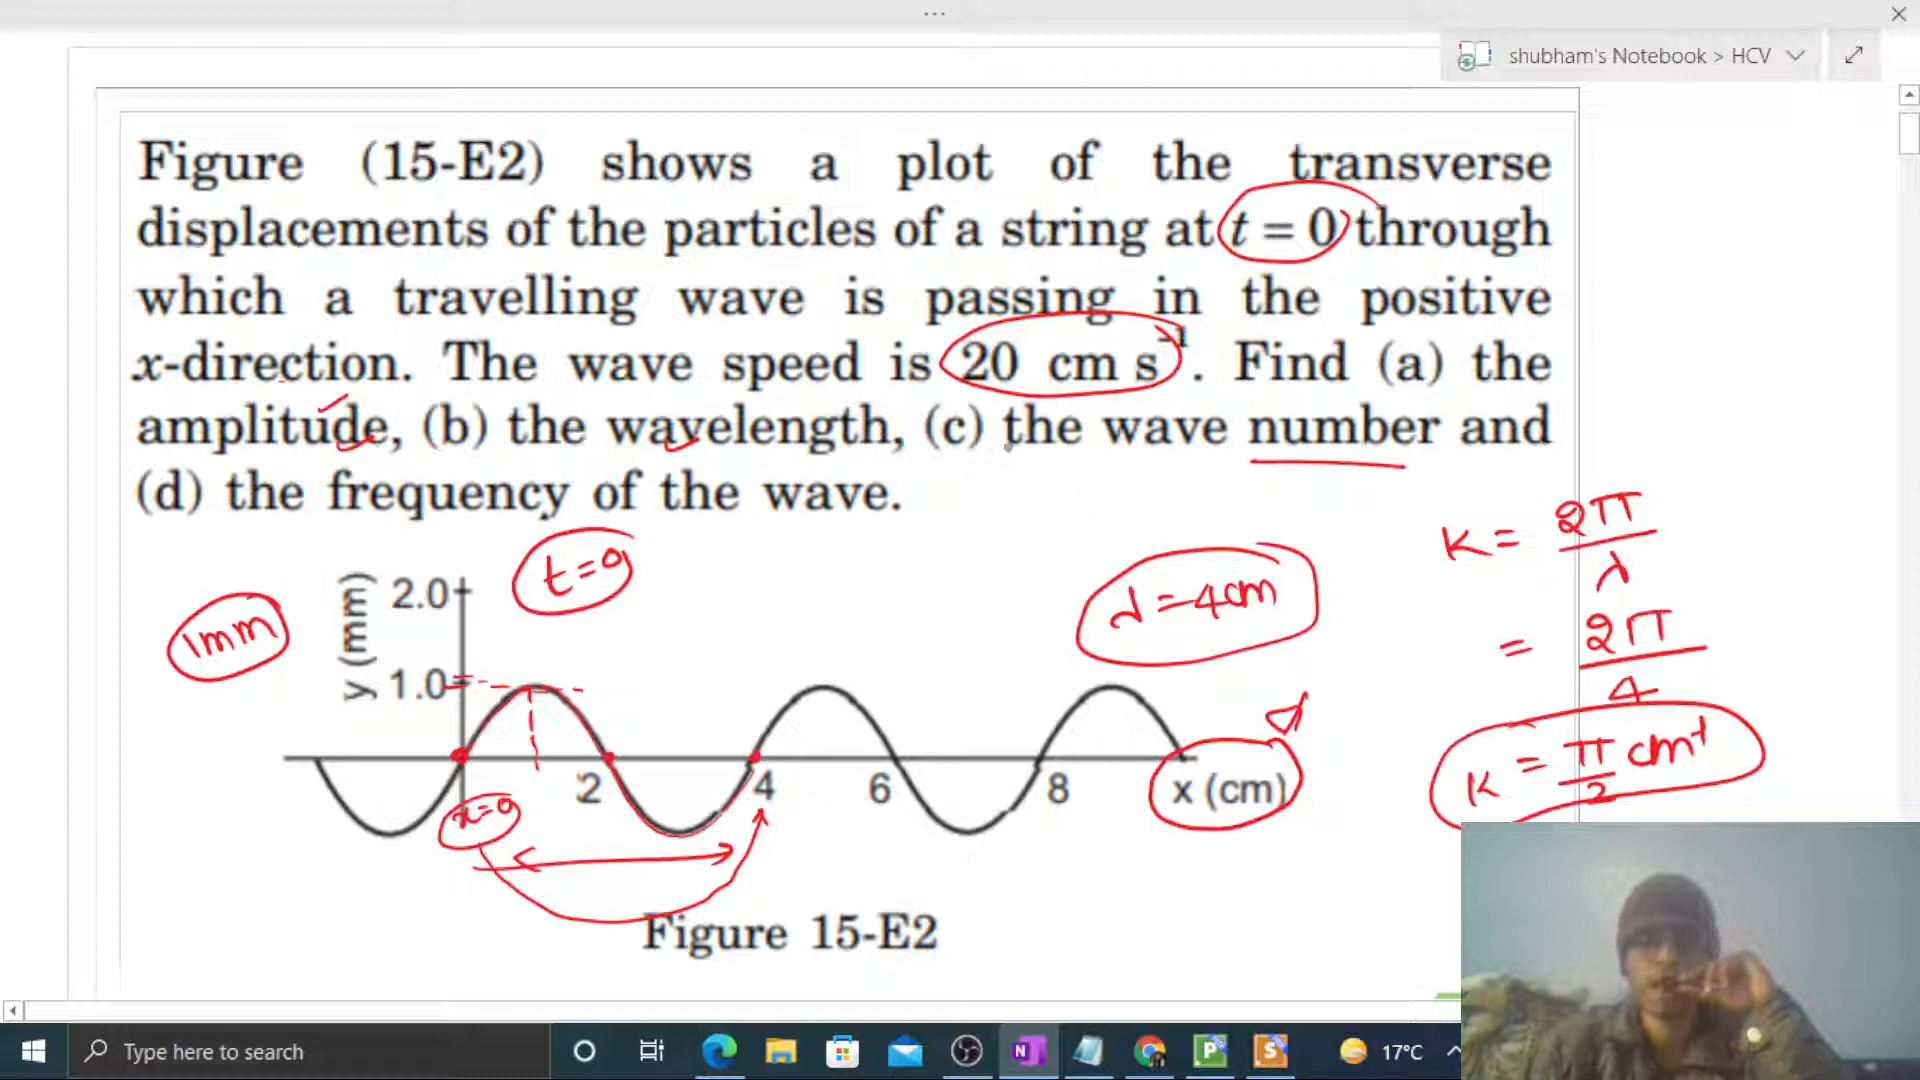 shubham's Notebook > HCV
Figure (15-E2) shows a plot of the transverse
displacements of the particles of a string at t = 0 through
which a travelling wave is passing in the positive
x-direction. The wave speed is 20 cm s⁻¹. Find (a) the
amplitude, (b) the wavelength, (c) the wave number and
(d) the frequency of the wave.
K = 2π/λ
= 2π/4
K = π/2 cm⁻¹
t=0
λ=4cm
1mm
y (mm)
2.0
1.0
2 4 6 8 x (cm)
x=0
Figure 15-E2
Type here to search
17°C